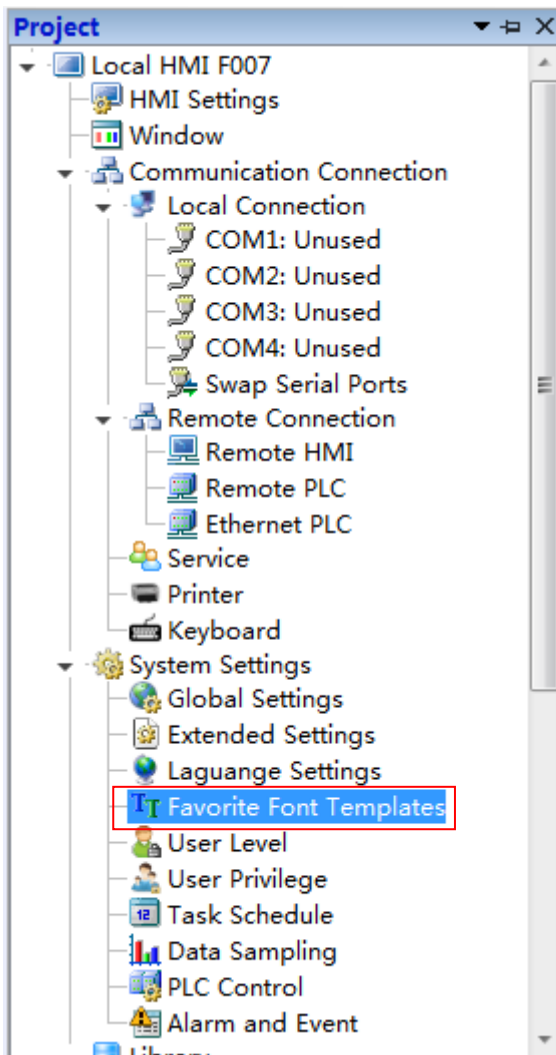 Project
Local HMI F007
HMI Settings
Window
Communication Connection
Local Connection
COM1: Unused
COM2: Unused
COM3: Unused
COM4: Unused
Swap Serial Ports
Remote Connection
Remote HMI
Remote PLC
Ethernet PLC
Service
Printer
Keyboard
System Settings
Global Settings
Extended Settings
Laguange Settings
Favorite Font Templates
User Level
User Privilege
Task Schedule
Data Sampling
PLC Control
Alarm and Event
Library